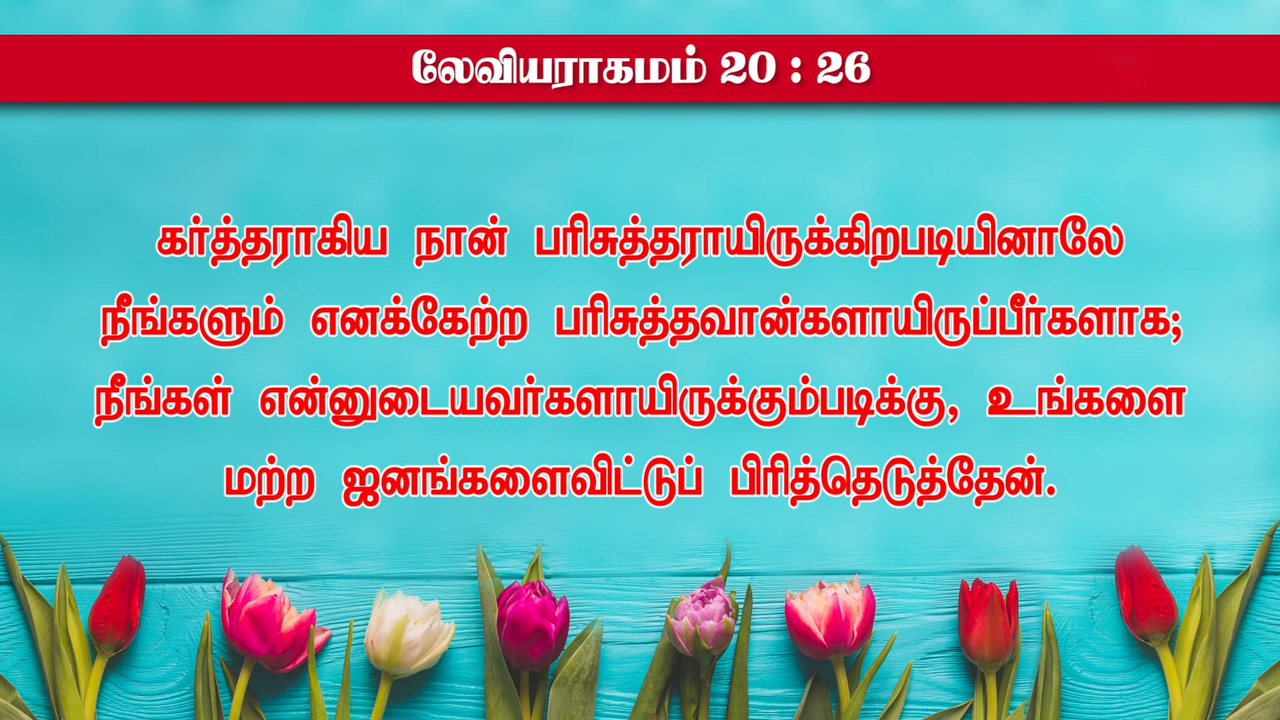 லேவியராகமம் 20 : 26
கர்த்தராகிய நான் பரிசுத்தராயிருக்கிறபடியினாலே
நீங்களும் எனக்கேற்ற பரிசுத்தவான்களாயிருப்பீர்களாக;
நீங்கள் என்னுடையவர்களாயிருக்கும்படிக்கு, உங்களை
மற்ற ஜனங்களைவிட்டுப் பிரித்தெடுத்தேன்.